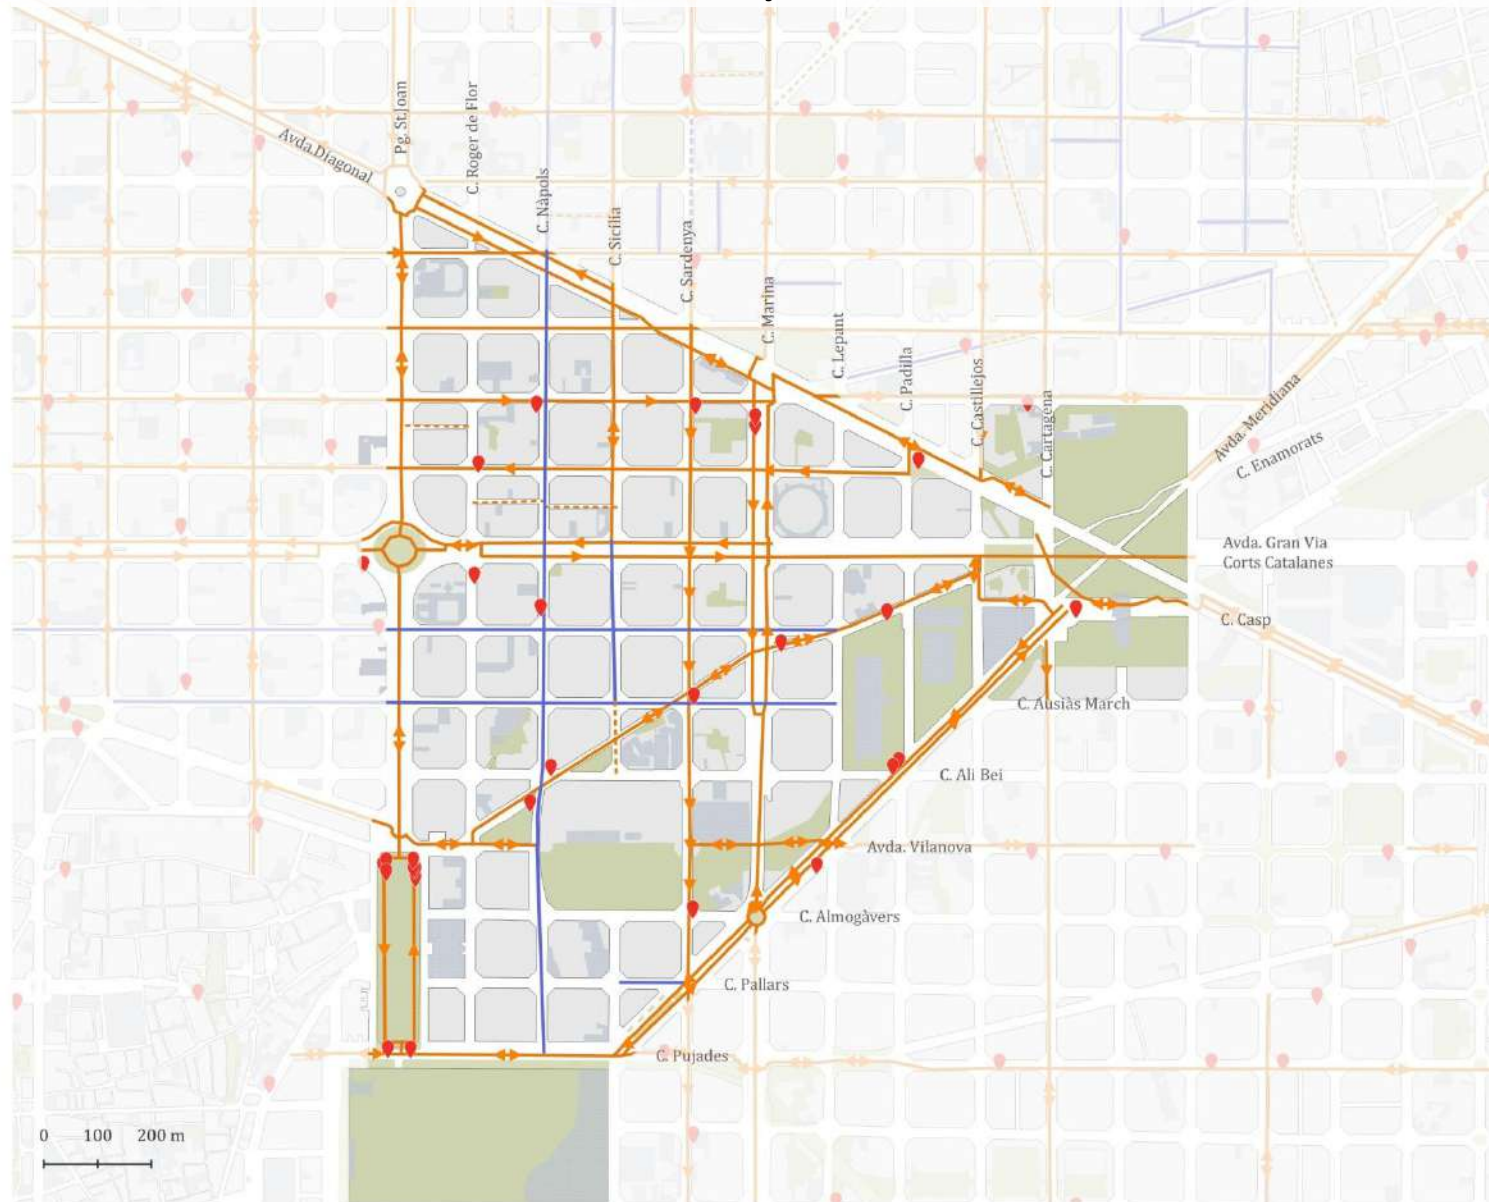 Pg. St.Joan
C. Roger de Flor
Avda.Diagonal
C. Nàpols
C. Sicília
C. Sardenya
C. Marina
C. Lepant
C. Padilla
C. Castillejos
C. Cartagena
Avda. Meridiana
C. Enamorats
Avda. Gran Via
Corts Catalanes
C. Casp
C. Ausiàs March
C. Ali Bei
Avda. Vilanova
C. Almogàvers
C. Pallars
C. Pujades
0 100 200 m